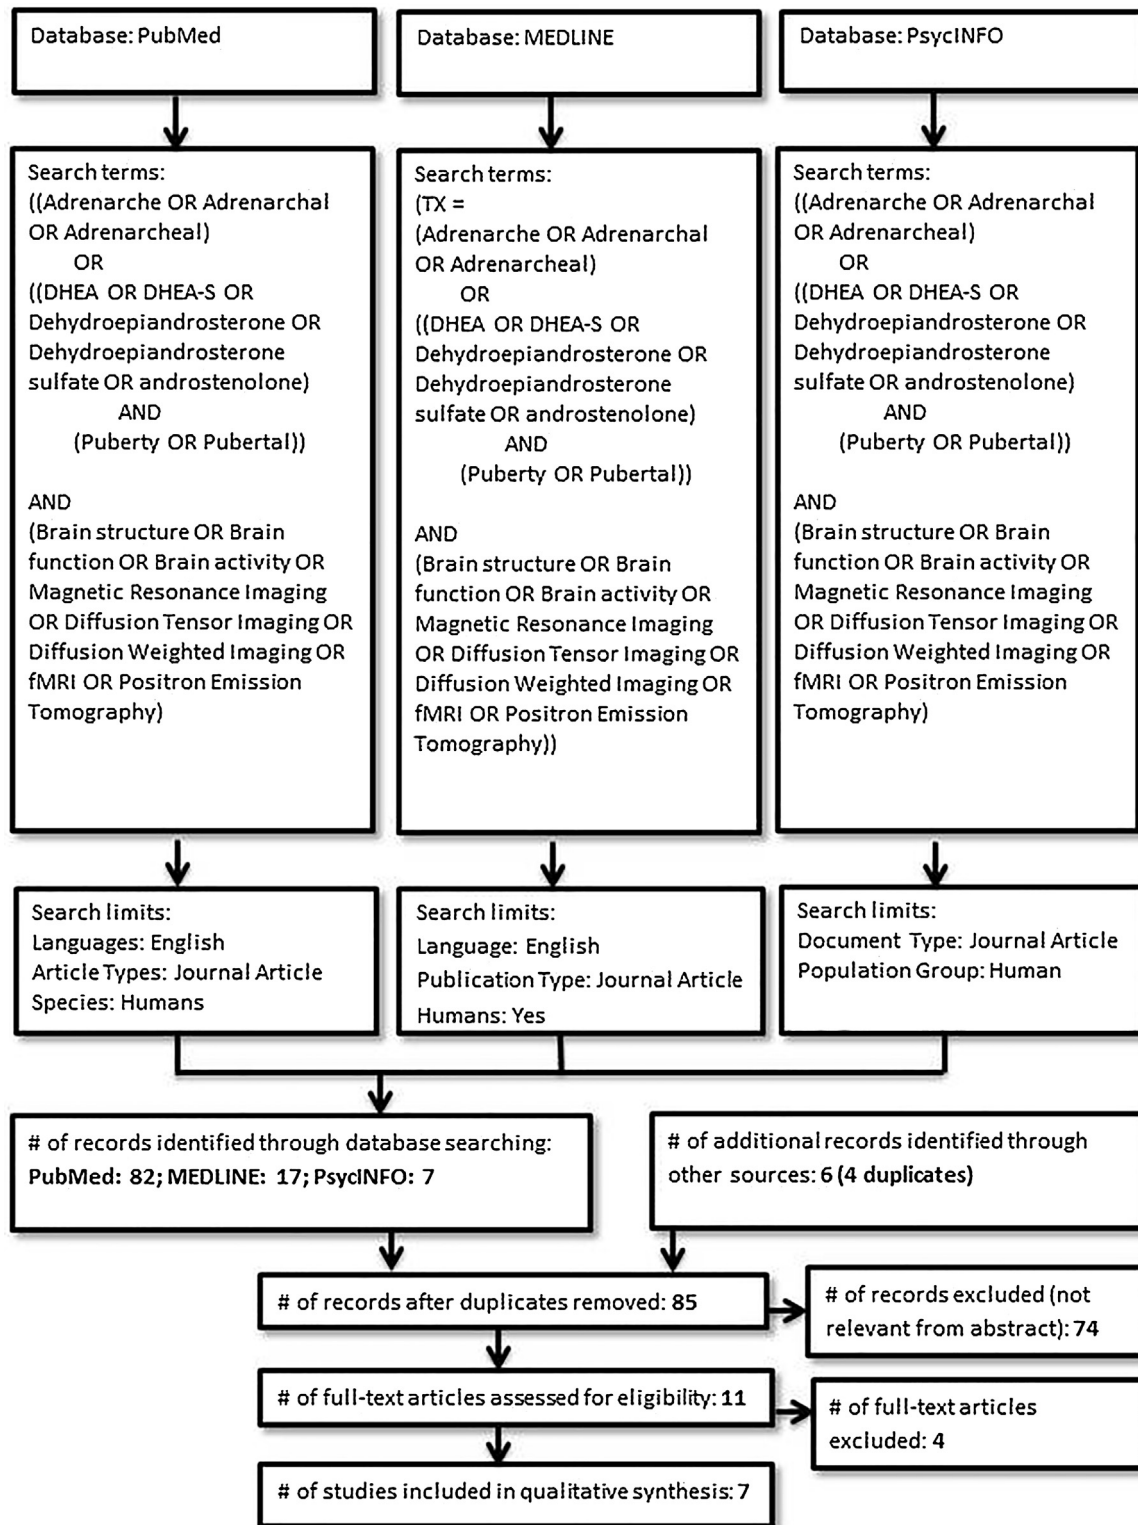 Database: PubMed
Database: MEDLINE
Database: PsycINFO
Search terms:
((Adrenarche OR Adrenarchal
OR Adrenarcheal)
OR
((DHEA OR DHEA-S OR
Dehydroepiandrosterone OR
Dehydroepiandrosterone
sulfate OR androstenolone)
AND
(Puberty OR Pubertal))
AND
(Brain structure OR Brain
function OR Brain activity OR
Magnetic Resonance Imaging
OR Diffusion Tensor Imaging OR
Diffusion Weighted Imaging OR
fMRI OR Positron Emission
Tomography)
Search terms:
(TX =
(Adrenarche OR Adrenarchal
OR Adrenarcheal)
OR
((DHEA OR DHEA-S OR
Dehydroepiandrosterone OR
Dehydroepiandrosterone
sulfate OR androstenolone)
AND
(Puberty OR Pubertal))
AND
(Brain structure OR Brain
function OR Brain activity OR
Magnetic Resonance Imaging
OR Diffusion Tensor Imaging OR
Diffusion Weighted Imaging OR
fMRI OR Positron Emission
Tomography))
Search terms:
((Adrenarche OR Adrenarchal
OR Adrenarcheal)
OR
((DHEA OR DHEA-S OR
Dehydroepiandrosterone OR
Dehydroepiandrosterone
sulfate OR androstenolone)
AND
(Puberty OR Pubertal))
AND
(Brain structure OR Brain
function OR Brain activity OR
Magnetic Resonance Imaging
OR Diffusion Tensor Imaging OR
Diffusion Weighted Imaging OR
fMRI OR Positron Emission
Tomography)
Search limits:
Languages: English
Article Types: Journal Article
Species: Humans
Search limits:
Language: English
Publication Type: Journal Article
Humans: Yes
Search limits:
Document Type: Journal Article
Population Group: Human
# of records identified through database searching:
PubMed: 82; MEDLINE: 17; PsycINFO: 7
# of additional records identified through
other sources: 6 (4 duplicates)
# of records after duplicates removed: 85
# of records excluded (not
relevant from abstract): 74
# of full-text articles assessed for eligibility: 11
# of full-text articles
excluded: 4
# of studies included in qualitative synthesis: 7